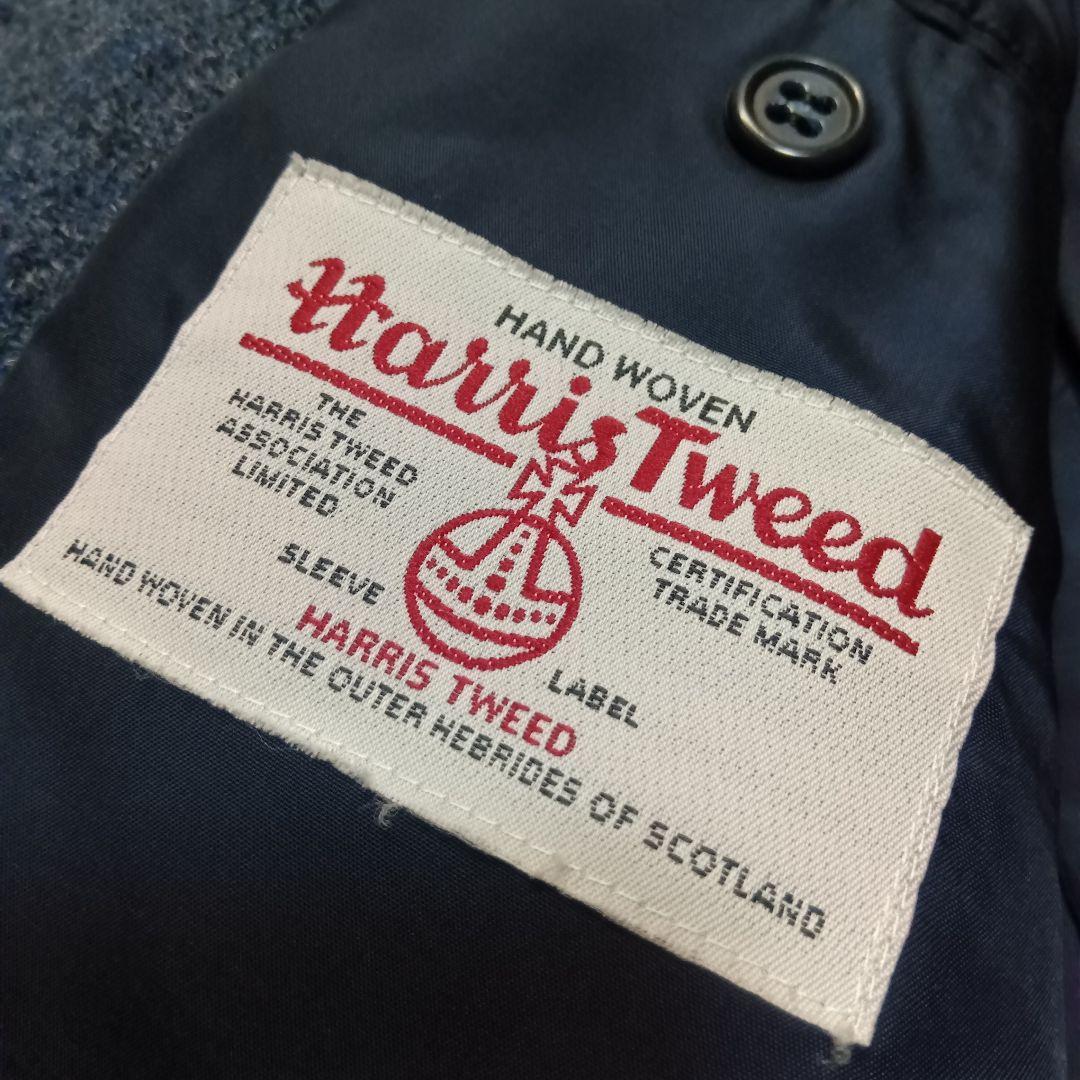 HAND WOVEN
Harris Tweed
THE
HARRIS TWEED
ASSOCIATION
LIMITED
CERTIFICATION
TRADE MARK
SLEEVE LABEL
HARRIS TWEED
HAND WOVEN IN THE OUTER HEBRIDES OF SCOTLAND